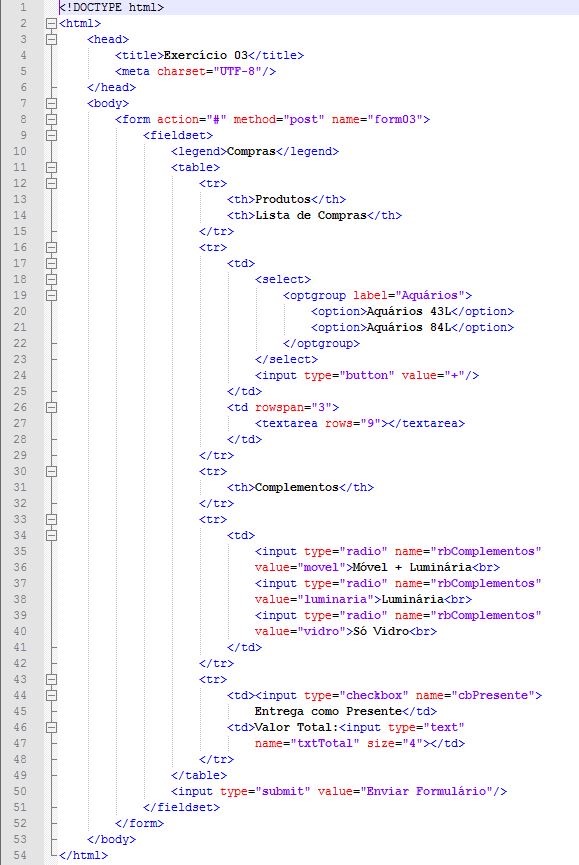 1 <!DOCTYPE html>
2 <html>
3 <head>
4 <title>Exercício 03</title>
5 <meta charset="UTF-8"/>
6 </head>
7 <body>
8 <form action="#" method="post" name="form03">
9 <fieldset>
10 <legend>Compras</legend>
11 <table>
12 <tr>
13 <th>Produtos</th>
14 <th>Lista de Compras</th>
15 </tr>
16 <tr>
17 <td>
18 <select>
19 <optgroup label="Aquários">
20 <option>Aquários 43L</option>
21 <option>Aquários 84L</option>
22 </optgroup>
23 </select>
24 <input type="button" value="+"/>
25 </td>
26 <td rowspan="3">
27 <textarea rows="9"></textarea>
28 </td>
29 </tr>
30 <tr>
31 <th>Complementos</th>
32 </tr>
33 <tr>
34 <td>
35 <input type="radio" name="rbComplementos"
36 value="movel">Móvel + Luminária<br>
37 <input type="radio" name="rbComplementos"
38 value="luminaria">Luminária<br>
39 <input type="radio" name="rbComplementos"
40 value="vidro">Só Vidro<br>
41 </td>
42 </tr>
43 <tr>
44 <td><input type="checkbox" name="cbPresente">
45 Entrega como Presente</td>
46 <td>Valor Total:<input type="text"
47 name="txtTotal" size="4"></td>
48 </tr>
49 </table>
50 <input type="submit" value="Enviar Formulário"/>
51 </fieldset>
52 </form>
53 </body>
54 </html>